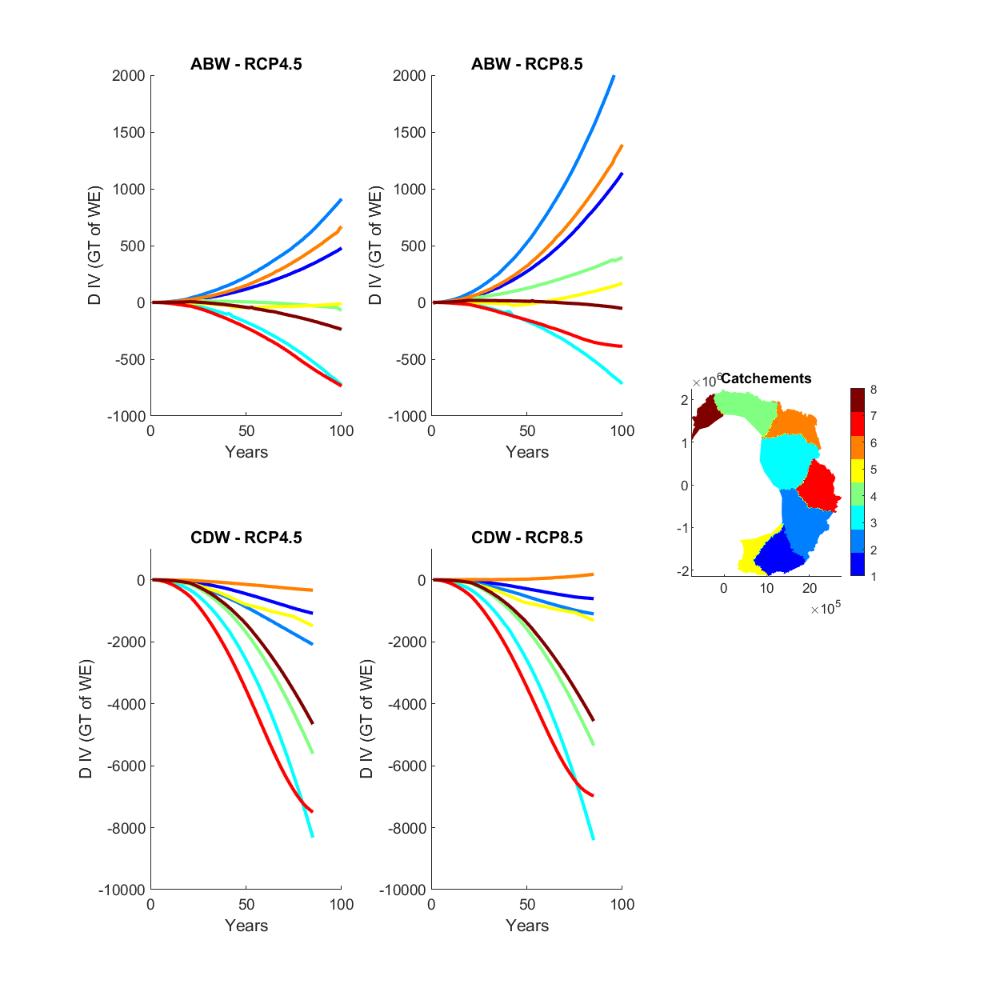 ABW - RCP4.5
ABW - RCP8.5
2000
1500
1000
500
0
-500
-1000
D IV (GT of WE)
0 50 100
Years
2000
1500
1000
500
0
-500
-1000
D IV (GT of WE)
0 50 100
Years
×10⁶
Catchements
2
1
0
-1
-2
0 10 20
×10⁵
8
7
6
5
4
3
2
1
CDW - RCP4.5
CDW - RCP8.5
0
-2000
-4000
-6000
-8000
-10000
D IV (GT of WE)
0 50 100
Years
0
-2000
-4000
-6000
-8000
-10000
D IV (GT of WE)
0 50 100
Years